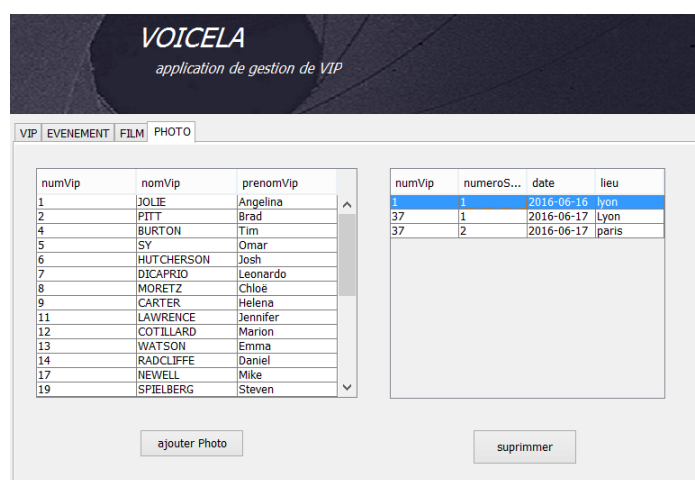 VOICELA
application de gestion de VIP
VIP EVENEMENT FILM PHOTO
numVip nomVip prenomVip
1 JOLIE Angelina
2 PITT Brad
4 BURTON Tim
5 SY Omar
6 HUTCHERSON Josh
7 DICAPRIO Leonardo
8 MORETZ Chloë
9 CARTER Helena
11 LAWRENCE Jennifer
12 COTILLARD Marion
13 WATSON Emma
14 RADCLIFFE Daniel
17 NEWELL Mike
19 SPIELBERG Steven
ajouter Photo
numVip numeroS... date lieu
1 1 2016-06-16 lyon
37 1 2016-06-17 Lyon
37 2 2016-06-17 paris
suprimmer